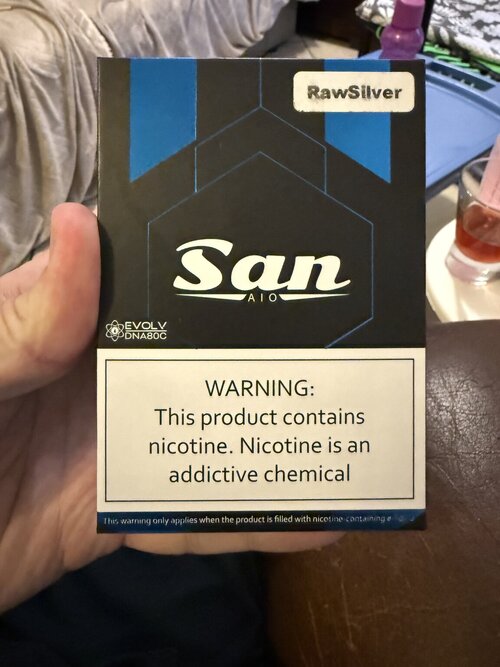 RawSilver
San
AIO
EVOLV
DNA80C
WARNING:
This product contains
nicotine. Nicotine is an
addictive chemical
This warning only applies when the product is filled with nicotine-containing